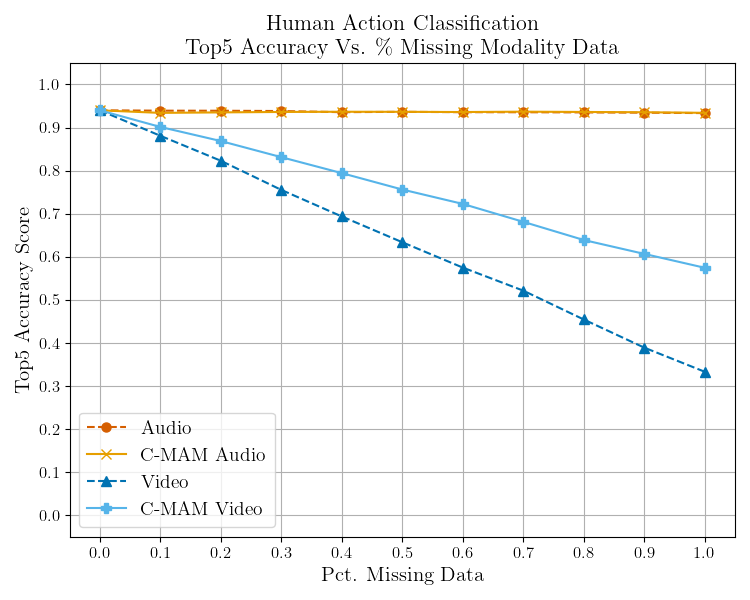 Human Action Classification
Top5 Accuracy Vs. % Missing Modality Data
Top5 Accuracy Score
1.0
0.9
0.8
0.7
0.6
0.5
0.4
0.3
0.2
0.1
0.0
Audio
C-MAM Audio
Video
C-MAM Video
0.0 0.1 0.2 0.3 0.4 0.5 0.6 0.7 0.8 0.9 1.0
Pct. Missing Data